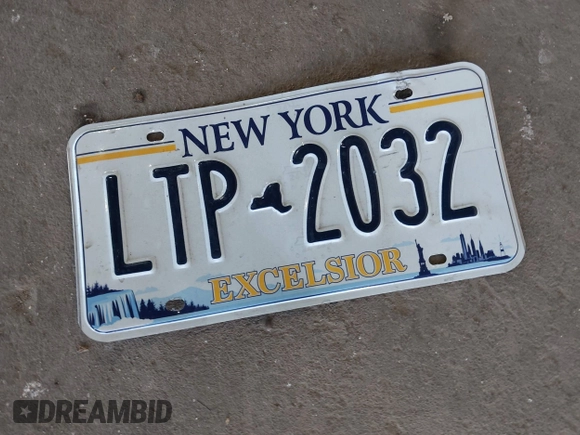 NEW YORK
LTP 2032
EXCELSIOR
DREAMBID